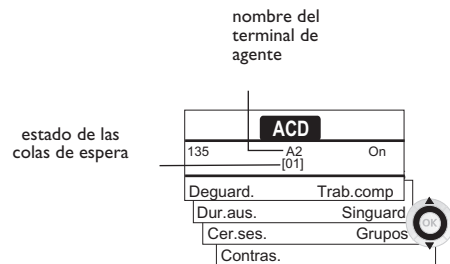 nombre del
terminal de
agente
estado de las
colas de espera
ACD
135 A2 On
[01]
Deguard. Trab.comp
Dur.aus. Singuard
Cer.ses. Grupos
Contras.
OK